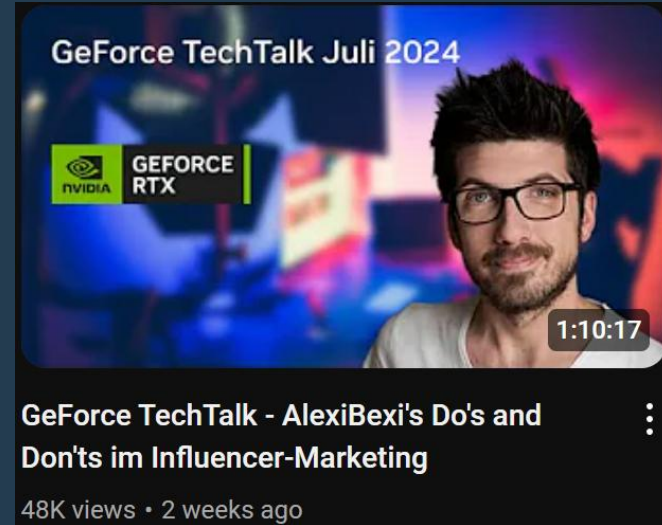 GeForce TechTalk Juli 2024
NVIDIA
GEFORCE
RTX
1:10:17
GeForce TechTalk - AlexiBexi's Do's and
Don'ts im Influencer-Marketing
48K views • 2 weeks ago